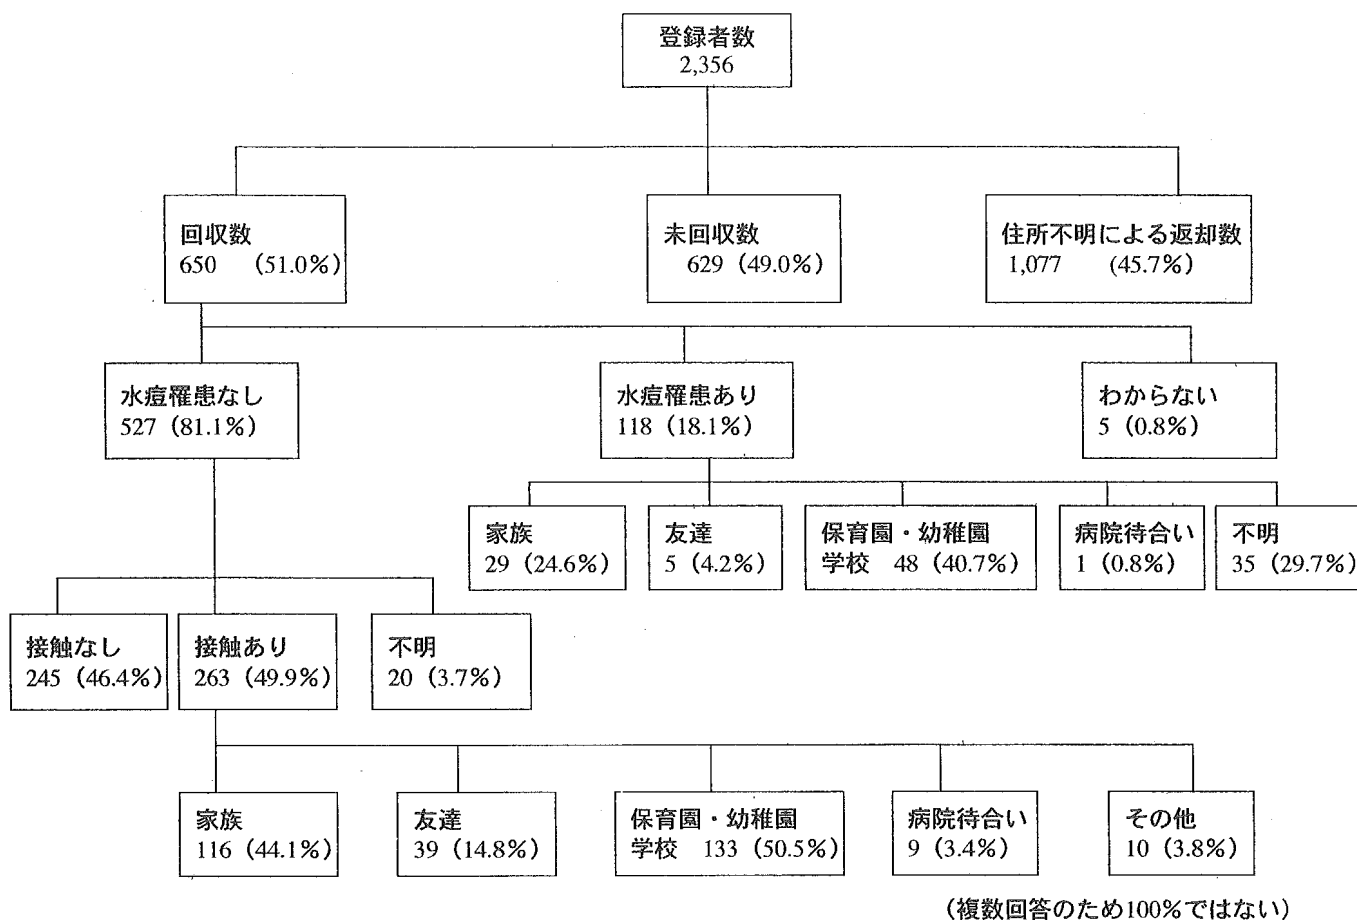 登録者数
2,356
回収数
650 (51.0%)
未回収数
629 (49.0%)
住所不明による返却数
1,077 (45.7%)
水痘罹患なし
527 (81.1%)
水痘罹患あり
118 (18.1%)
わからない
5 (0.8%)
家族
29 (24.6%)
友達
5 (4.2%)
保育園・幼稚園
学校 48 (40.7%)
病院待合い
1 (0.8%)
不明
35 (29.7%)
接触なし
245 (46.4%)
接触あり
263 (49.9%)
不明
20 (3.7%)
家族
116 (44.1%)
友達
39 (14.8%)
保育園・幼稚園
学校 133 (50.5%)
病院待合い
9 (3.4%)
その他
10 (3.8%)
(複数回答のため100%ではない)